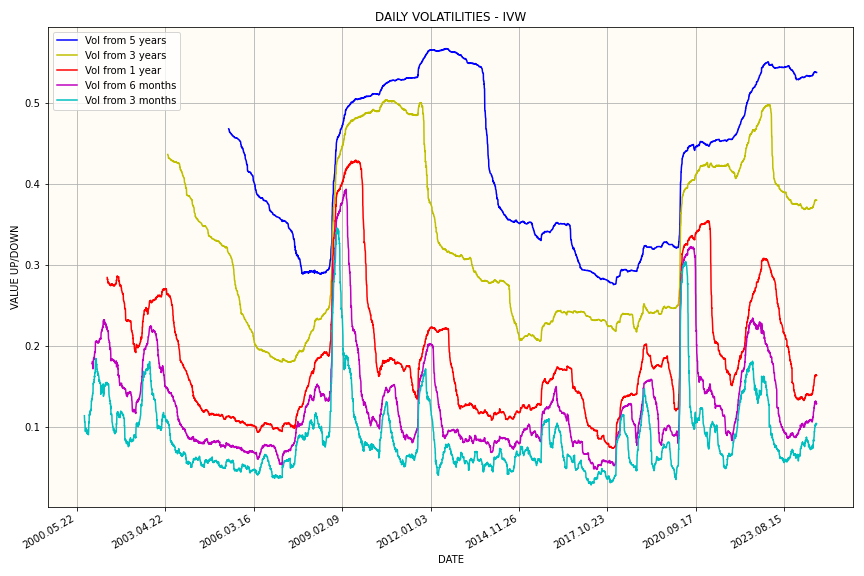 DAILY VOLATILITIES - IVW
Vol from 5 years
Vol from 3 years
Vol from 1 year
Vol from 6 months
Vol from 3 months
VALUE UP/DOWN
0.5
0.4
0.3
0.2
0.1
2000.05.22
2003.04.22
2006.03.16
2009.02.09
2012.01.03
2014.11.26
2017.10.23
2020.09.17
2023.08.15
DATE